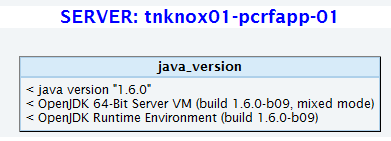 SERVER: tnknox01-pcrfapp-01
java_version
< java version "1.6.0"
< OpenJDK 64-Bit Server VM (build 1.6.0-b09, mixed mode)
< OpenJDK Runtime Environment (build 1.6.0-b09)